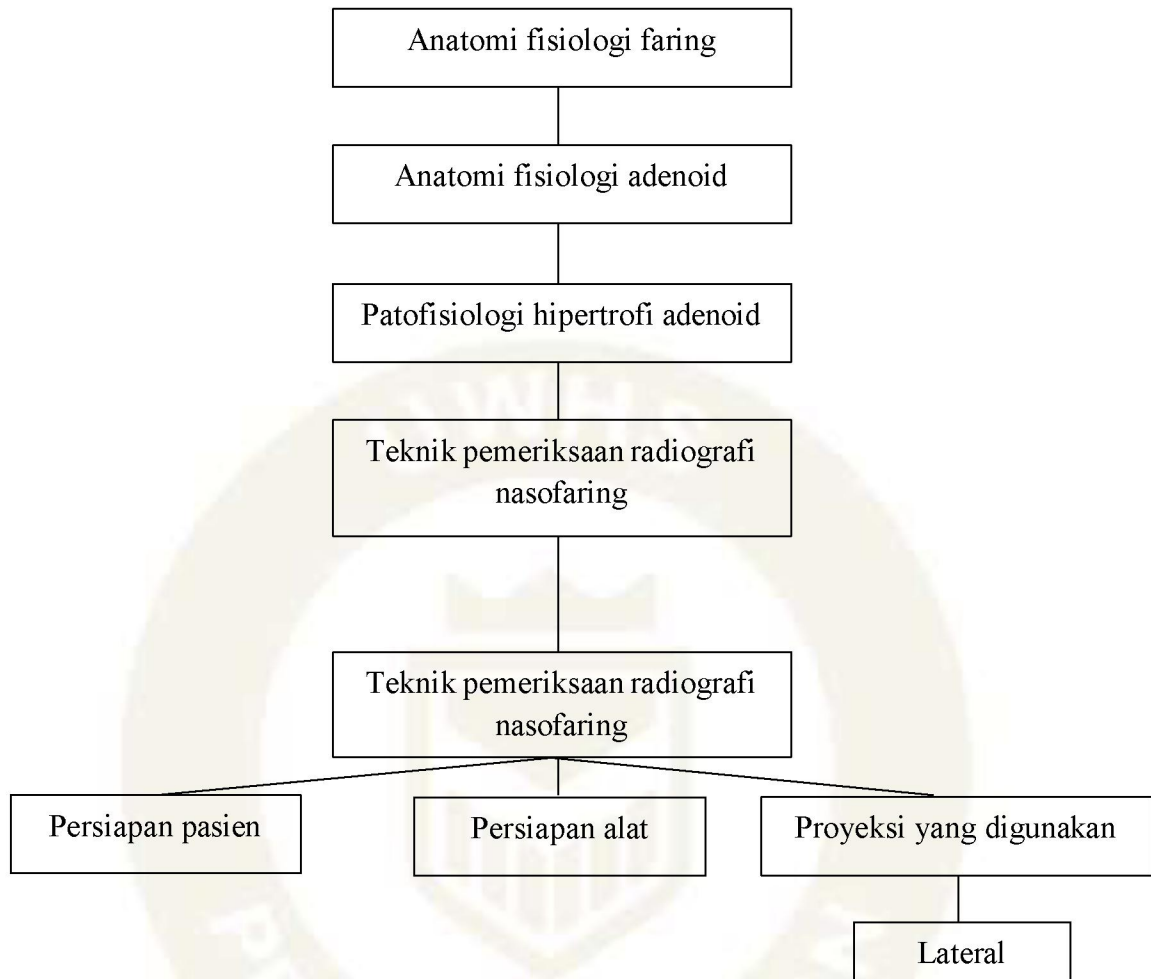 Anatomi fisiologi faring
Anatomi fisiologi adenoid
Patofisiologi hipertrofi adenoid
UWHS
Teknik pemeriksaan radiografi
nasofaring
Teknik pemeriksaan radiografi
nasofaring
Persiapan pasien
Persiapan alat
Proyeksi yang digunakan
Lateral